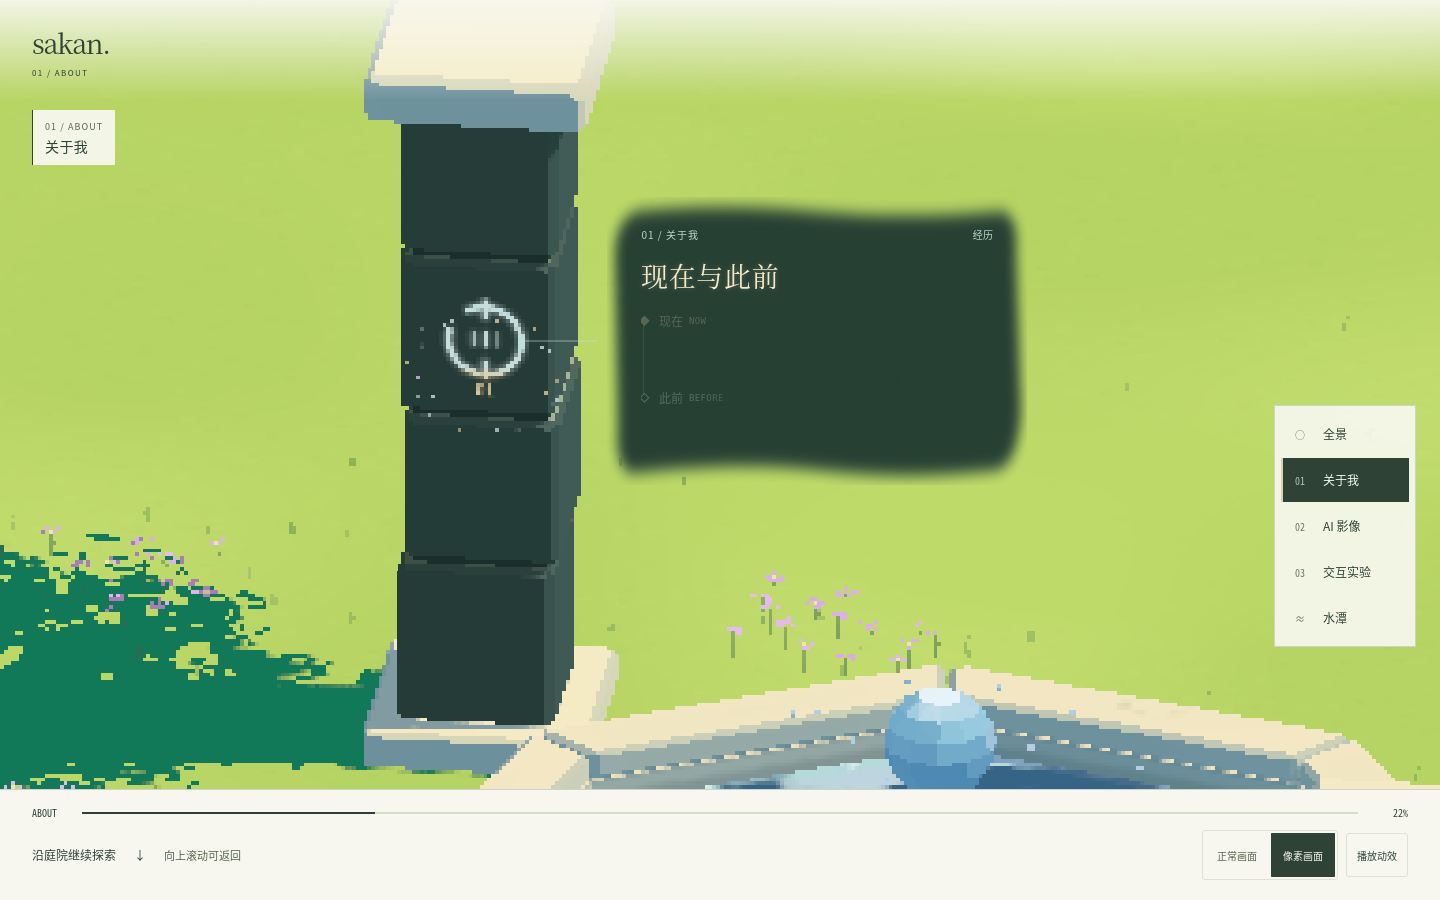 sakan.
01 / ABOUT
01 / ABOUT
关于我
01 / 关于我
经历
现在与此前
现在 NOW
此前 BEFORE
全景
01 关于我
02 AI 影像
03 交互实验
≈ 水潭
ABOUT
22%
沿庭院继续探索 ↓ 向上滚动可返回
正常画面
像素画面
播放动效